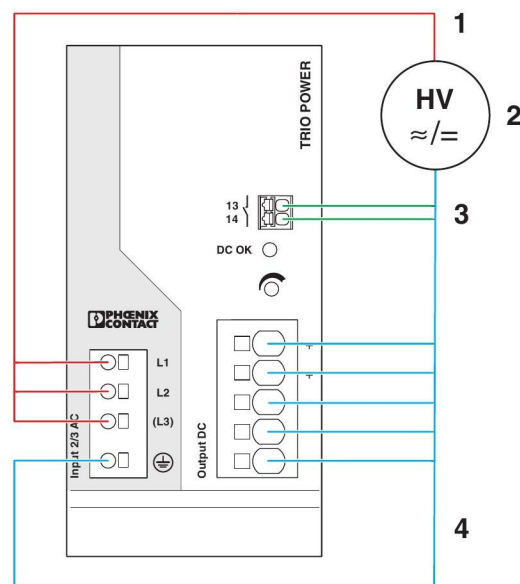 1
HV
≈/=
2
TRIO POWER
13
14
3
DC OK
PHŒNIX
CONTACT
L1
L2
(L3)
Input 2/3 AC
Output DC
+
+
4